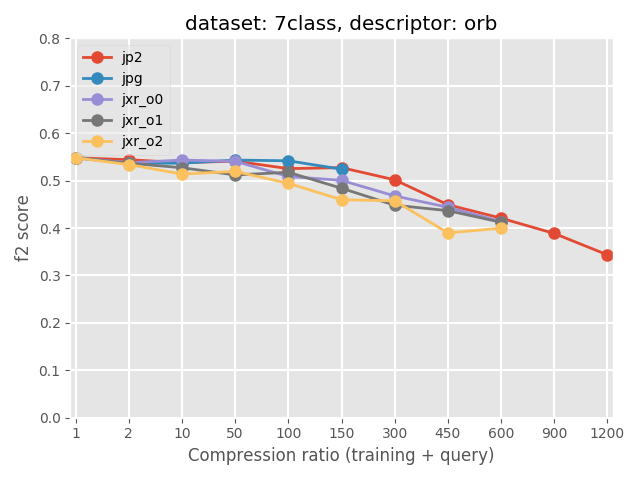 dataset: 7class, descriptor: orb
jp2
jpg
jxr_o0
jxr_o1
jxr_o2
0.8
0.7
0.6
0.5
0.4
0.3
0.2
0.1
0.0
f2 score
1 2 10 50 100 150 300 450 600 900 1200
Compression ratio (training + query)